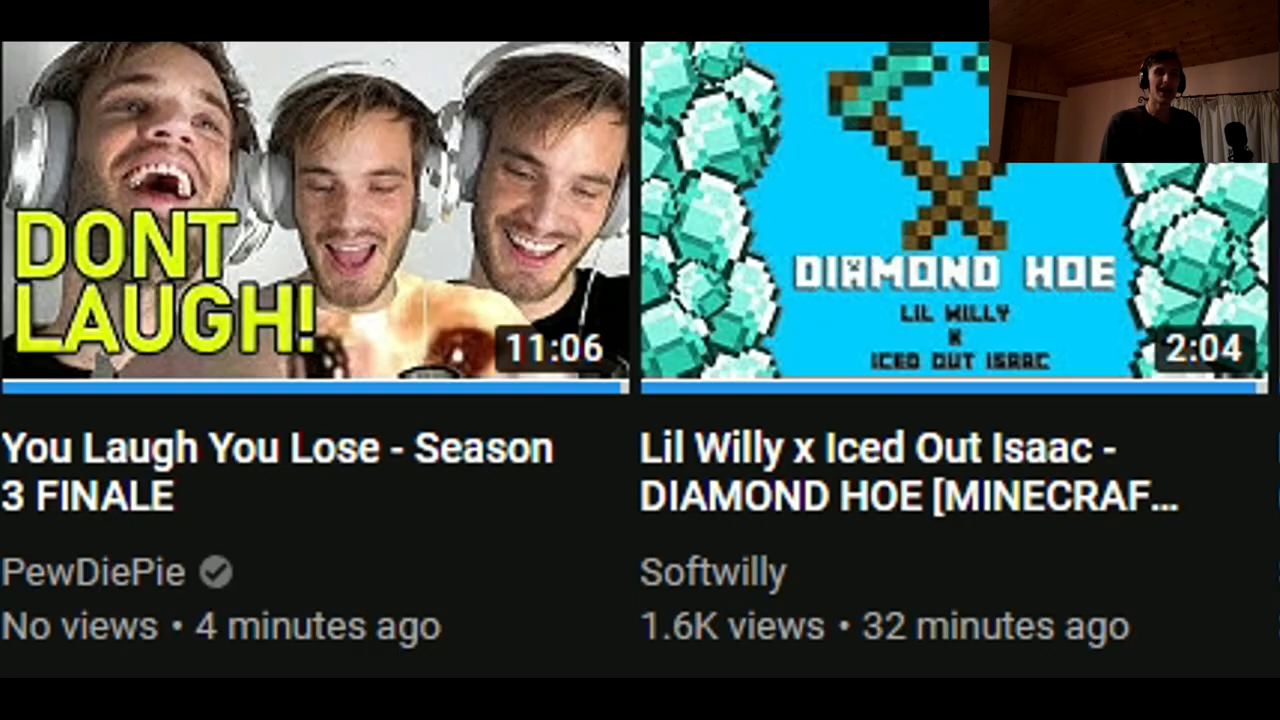 DONT
LAUGH!
11:06
DIAMOND HOE
LIL WILLY
X
ICED OUT ISAAC
2:04
You Laugh You Lose - Season
3 FINALE
PewDiePie
No views • 4 minutes ago
Lil Willy x Iced Out Isaac -
DIAMOND HOE [MINECRAF...
Softwilly
1.6K views • 32 minutes ago